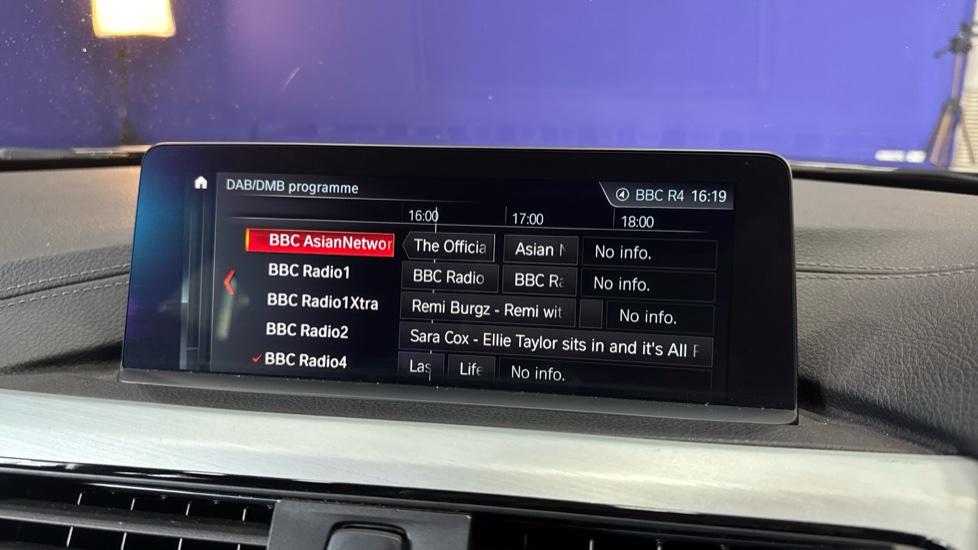 DAB/DMB programme
BBC R4 16:19
16:00 17:00 18:00
BBC AsianNetwor The Officia Asian No info.
BBC Radio1 BBC Radio BBC Ra No info.
BBC Radio1Xtra Remi Burgz - Remi wit No info.
BBC Radio2 Sara Cox - Ellie Taylor sits in and it's All F
BBC Radio4 Las Life No info.